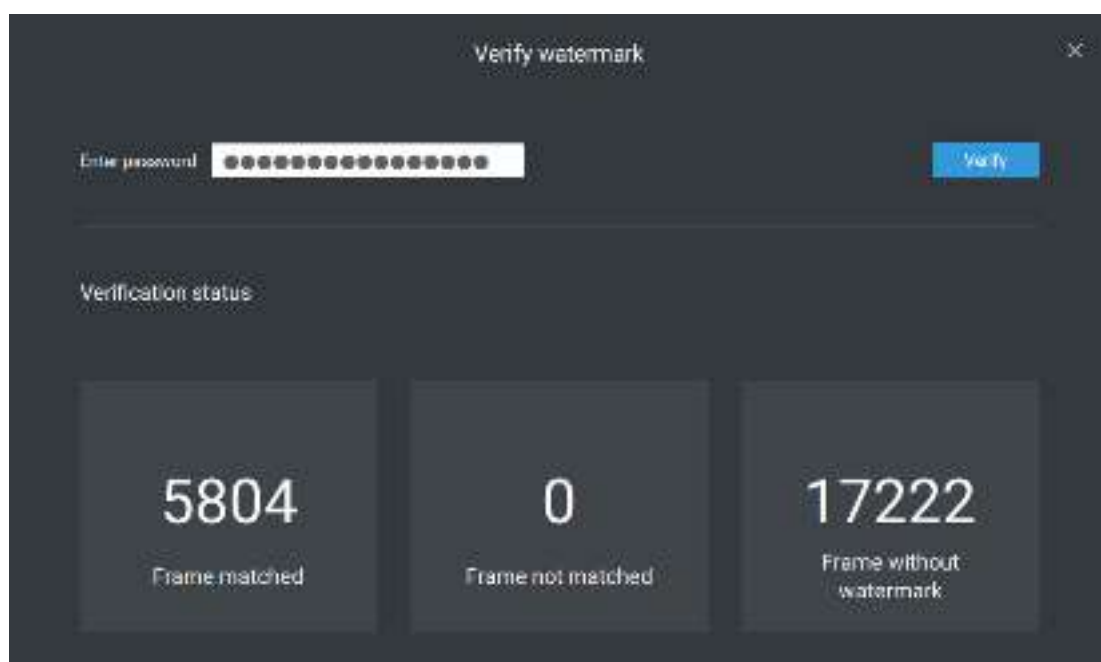 Verify watermark
Enter password
Verify
Verification status
5804
0
17222
Frame matched
Frame not matched
Frame without
watermark